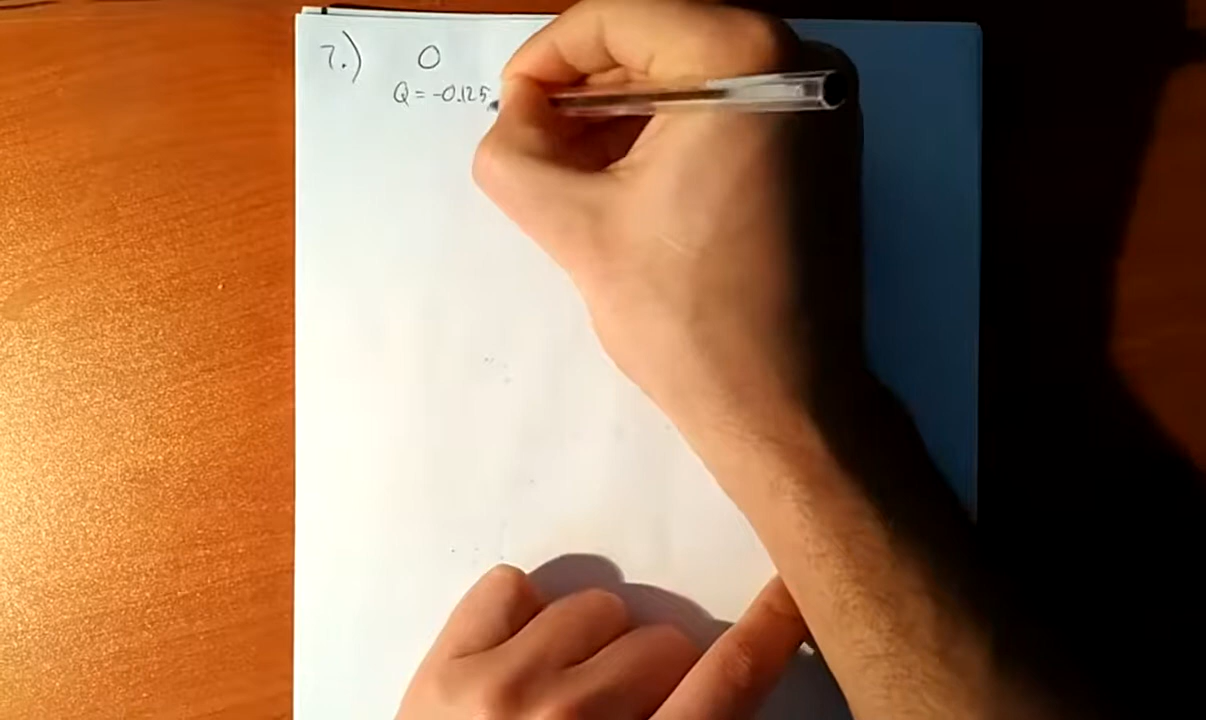 7.) O
Q = -0.125